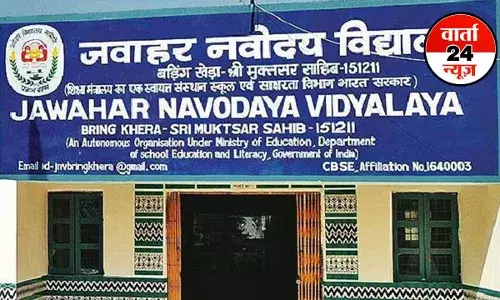 जवाहर नवोदय विद्या
बड़िंग खेड़ा-श्री मुक्तसर साहिब-151211
(शिक्षा मंत्रालय का एक स्वायत्त संस्थान स्कूल एवं साक्षरता विभाग भारत सरकार)
JAWAHAR NAVODAYA VIDYALAYA
BRING KHERA - SRI MUKTSAR SAHIB - 151211
(An Autonomous Organisation Under Ministry of Education, Department
of school Education and Literacy, Government of India)
Email id-jnvbringkhera@gmail.com
CBSE, Affiliation No.1640003
वार्ता
24
न्यूज़